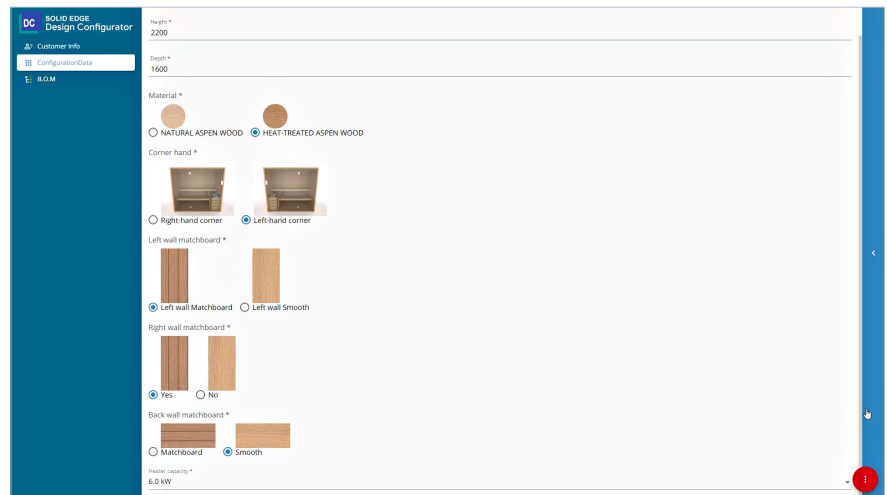 DC SOLID EDGE
Design Configurator
Customer Info
ConfigurationData
B.O.M
Height *
2200
Depth *
1600
Material *
NATURAL ASPEN WOOD HEAT-TREATED ASPEN WOOD
Corner hand *
Right-hand corner Left-hand corner
Left wall matchboard *
Left wall Matchboard Left wall Smooth
Right wall matchboard *
Yes No
Back wall matchboard *
Matchboard Smooth
Heater capacity *
6.0 kW